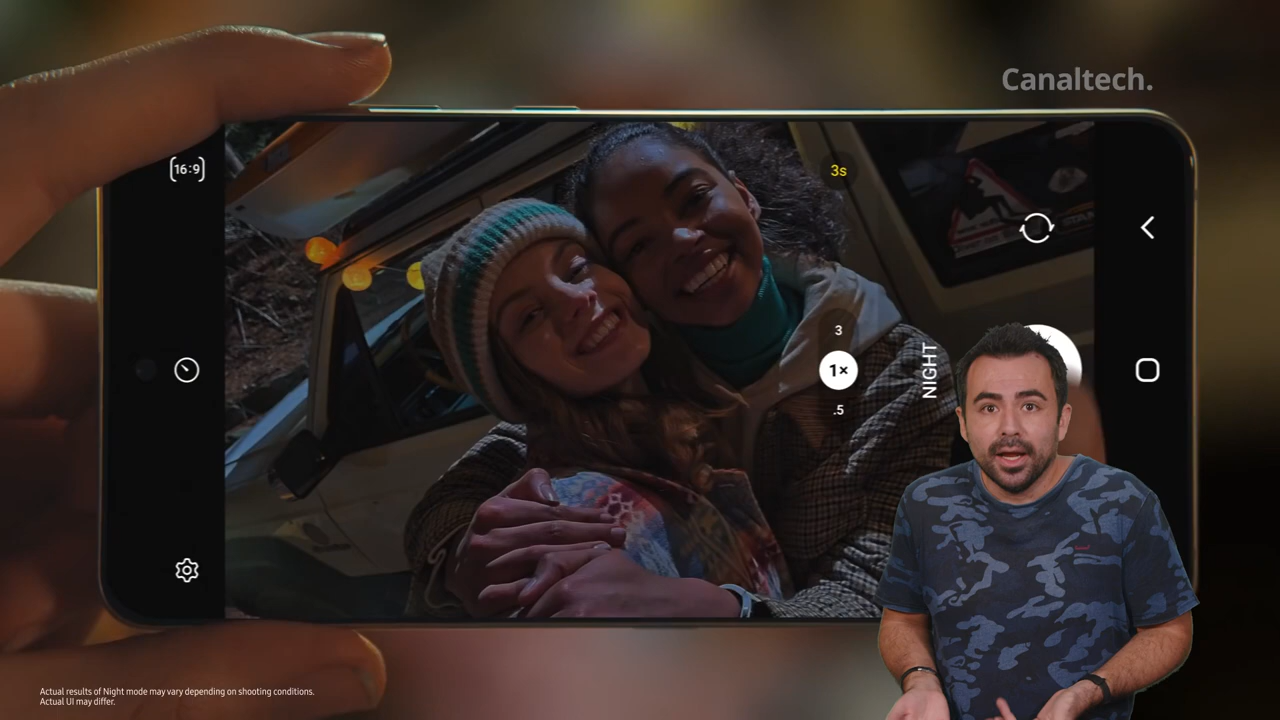 Canaltech.
16:9
3s
3
1×
.5
NIGHT
Actual results of Night mode may vary depending on shooting conditions.
Actual UI may differ.